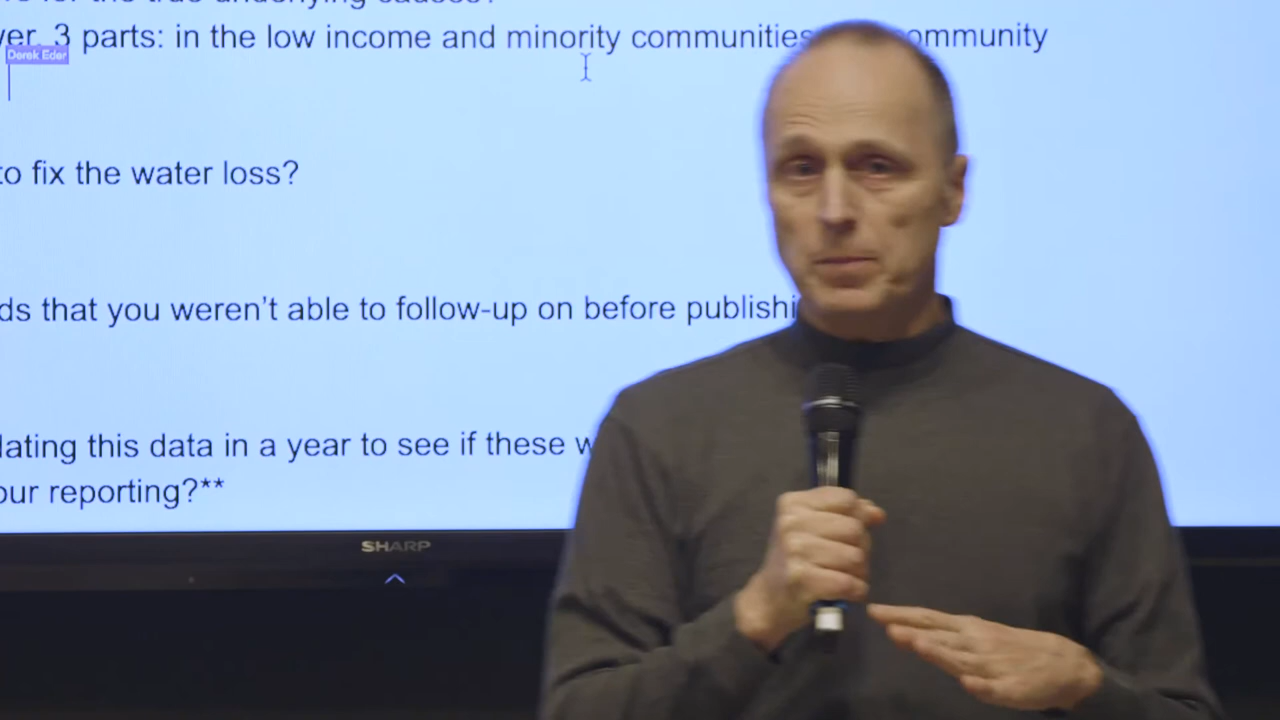 ver 3 parts: in the low income and minority communities community
Derek Eder
to fix the water loss?
ds that you weren't able to follow-up on before publishi
lating this data in a year to see if these w
our reporting?**
SHARP